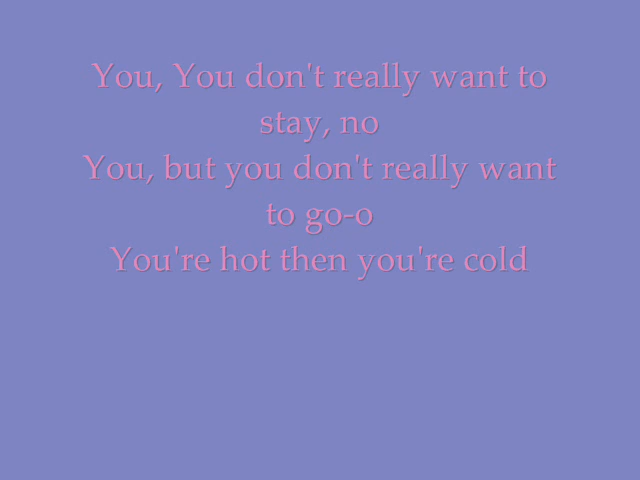 You, You don't really want to
stay, no
You, but you don't really want
to go-o
You're hot then you're cold